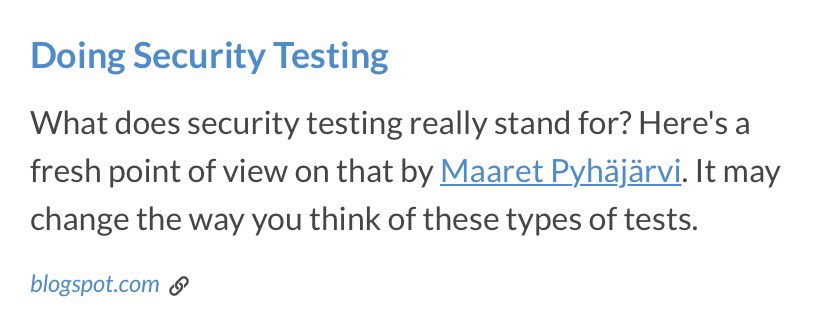 Doing Security Testing
What does security testing really stand for? Here's a
fresh point of view on that by Maaret Pyhäjärvi. It may
change the way you think of these types of tests.
blogspot.com